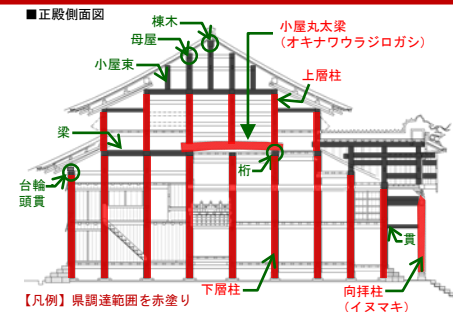 ■正殿側面図
棟木
母屋
小屋束
小屋丸太梁
(オキナワウラジロガシ)
上層柱
梁
桁
台輪
頭貫
貫
下層柱
向拝柱
(イヌマキ)
【凡例】県調達範囲を赤塗り